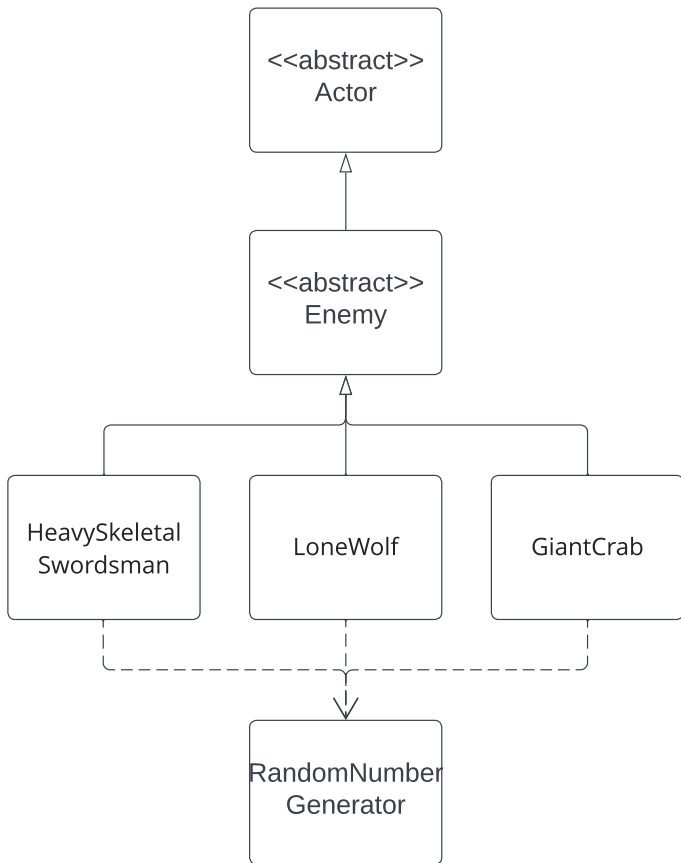 <<abstract>>
Actor
<<abstract>>
Enemy
HeavySkeletal
Swordsman
LoneWolf
GiantCrab
RandomNumber
Generator